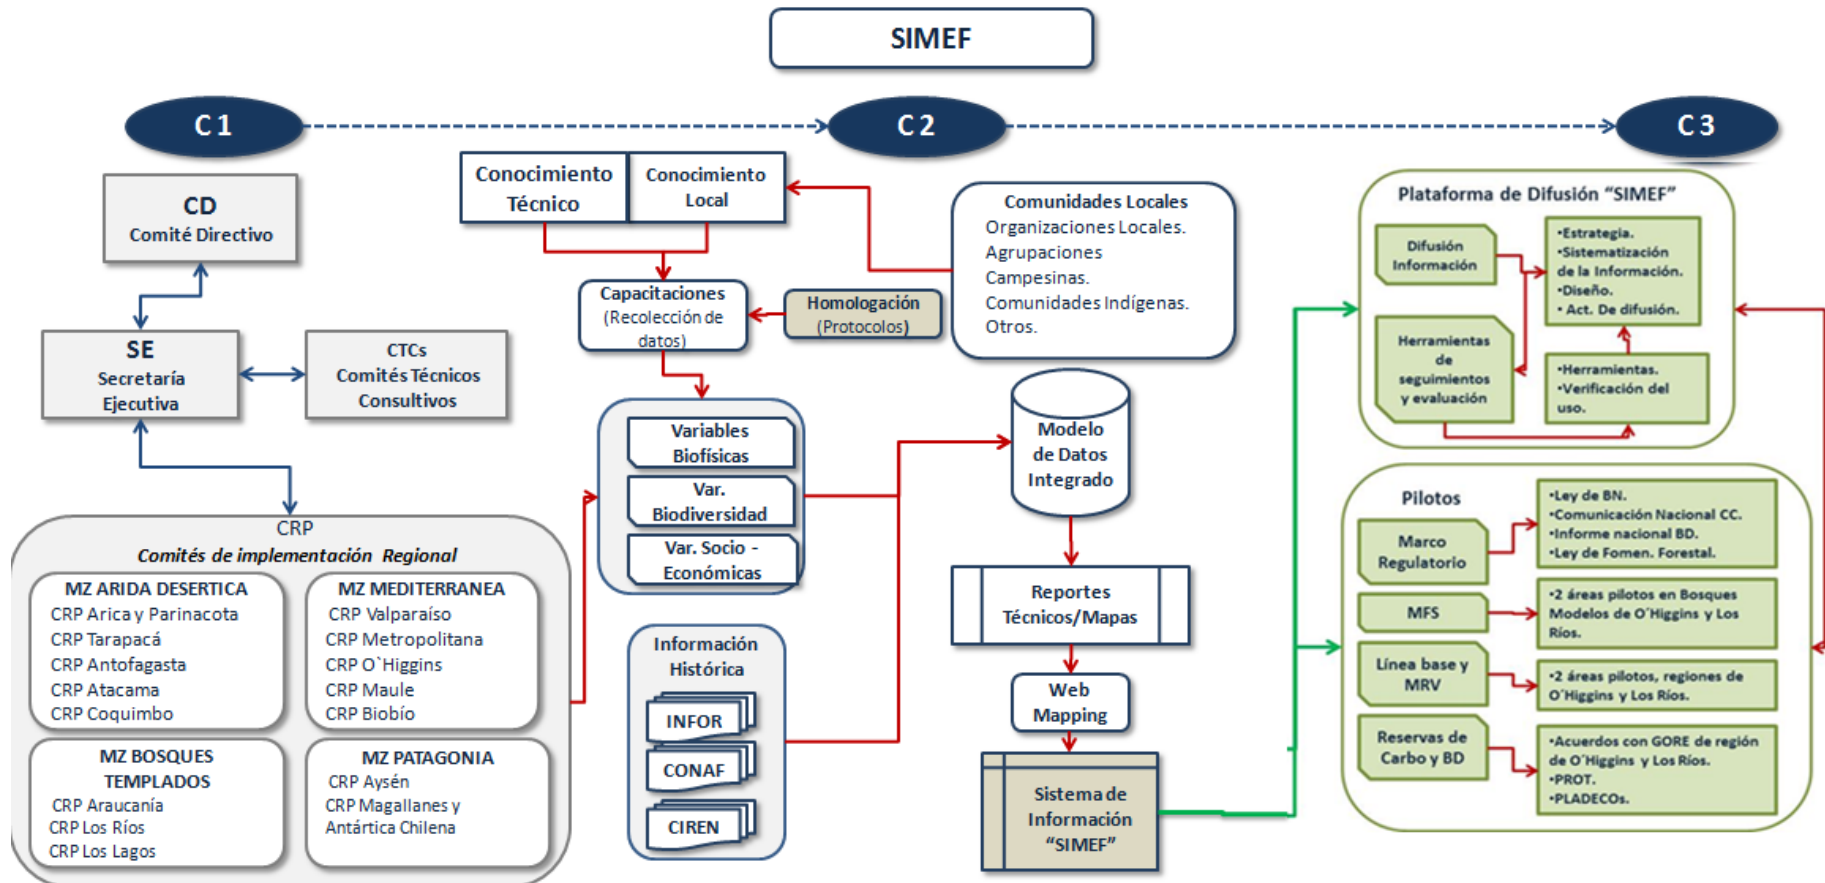 SIMEF
C 1
C 2
C 3
CD
Comité Directivo
SE
Secretaría
Ejecutiva
CTCs
Comités Técnicos
Consultivos
CRP
Comités de implementación Regional
MZ ARIDA DESERTICA
CRP Arica y Parinacota
CRP Tarapacá
CRP Antofagasta
CRP Atacama
CRP Coquimbo
MZ MEDITERRANEA
CRP Valparaíso
CRP Metropolitana
CRP O`Higgins
CRP Maule
CRP Biobío
MZ BOSQUES
TEMPLADOS
CRP Araucanía
CRP Los Ríos
CRP Los Lagos
MZ PATAGONIA
CRP Aysén
CRP Magallanes y
Antártica Chilena
Conocimiento
Técnico
Conocimiento
Local
Capacitaciones
(Recolección de
datos)
Homologación
(Protocolos)
Comunidades Locales
Organizaciones Locales.
Agrupaciones
Campesinas.
Comunidades Indígenas.
Otros.
Variables
Biofísicas
Var.
Biodiversidad
Var. Socio -
Económicas
Información
Histórica
INFOR
CONAF
CIREN
Modelo
de Datos
Integrado
Reportes
Técnicos/Mapas
Web
Mapping
Sistema de
Información
“SIMEF”
Plataforma de Difusión “SIMEF”
Difusión
Información
•Estrategia.
•Sistematización
de la Información.
•Diseño.
• Act. De difusión.
Herramientas
de
seguimientos
y evaluación
•Herramientas.
•Verificación del
uso.
Pilotos
Marco
Regulatorio
•Ley de BN.
•Comunicación Nacional CC.
•Informe nacional BD.
•Ley de Fomen. Forestal.
MFS
•2 áreas pilotos en Bosques
Modelos de O´Higgins y Los
Ríos.
Línea base y
MRV
•2 áreas pilotos, regiones de
O´Higgins y Los Ríos.
Reservas de
Carbo y BD
•Acuerdos con GORE de región
de O´Higgins y Los Ríos.
•PROT.
•PLADECOs.